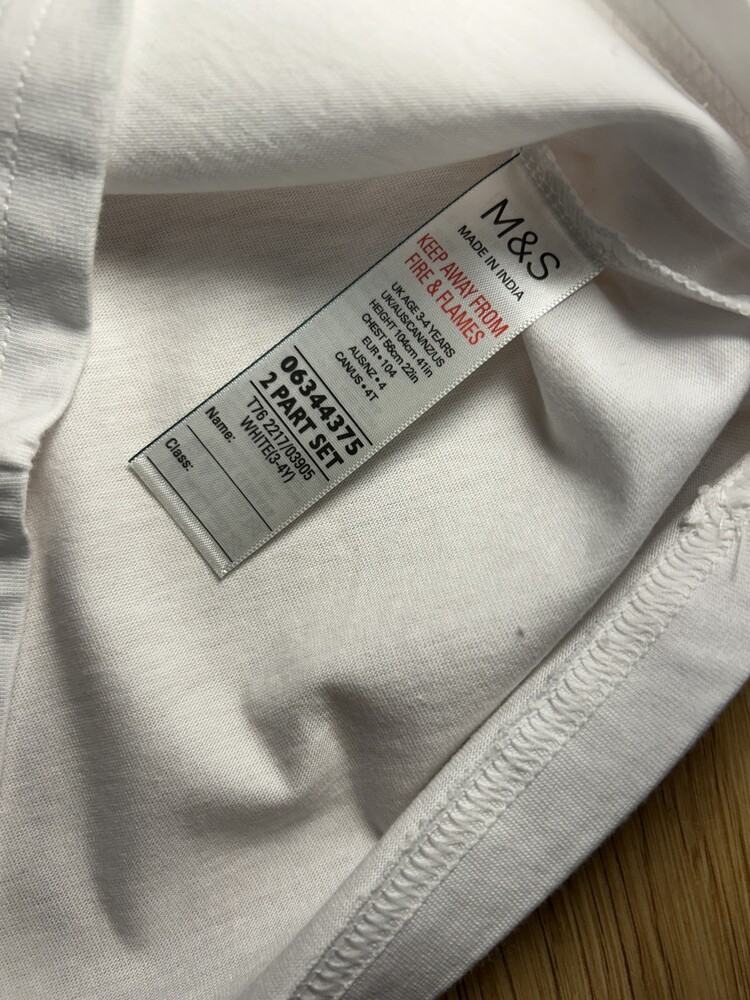 M&S
MADE IN INDIA
KEEP AWAY FROM
FIRE & FLAMES
UK AGE 3-4 YEARS
UK/AUS/CAN/NZ/US
HEIGHT 104cm 41in
CHEST 56cm 22in
EUR • 104
AUS/NZ • 4
CAN/US • 4T
06344375
2 PART SET
T76 2217/03905
WHITE(3-4Y)
Name:
Class: